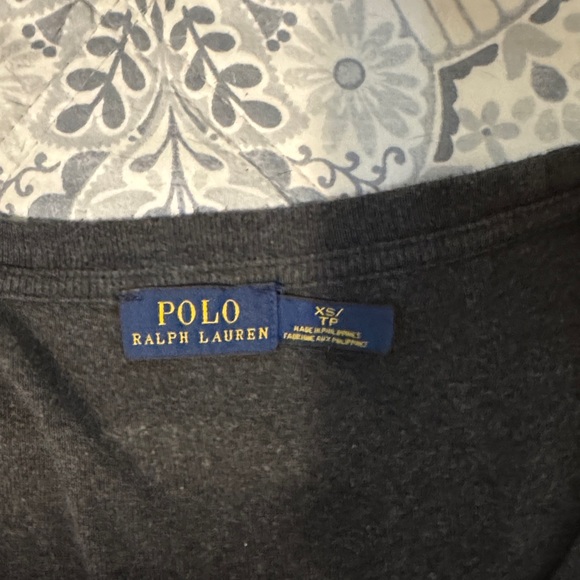 POLO
RALPH LAUREN
XS/
TP
MADE IN PHILIPPINES
FABRIQUE AUX PHILIPPINES